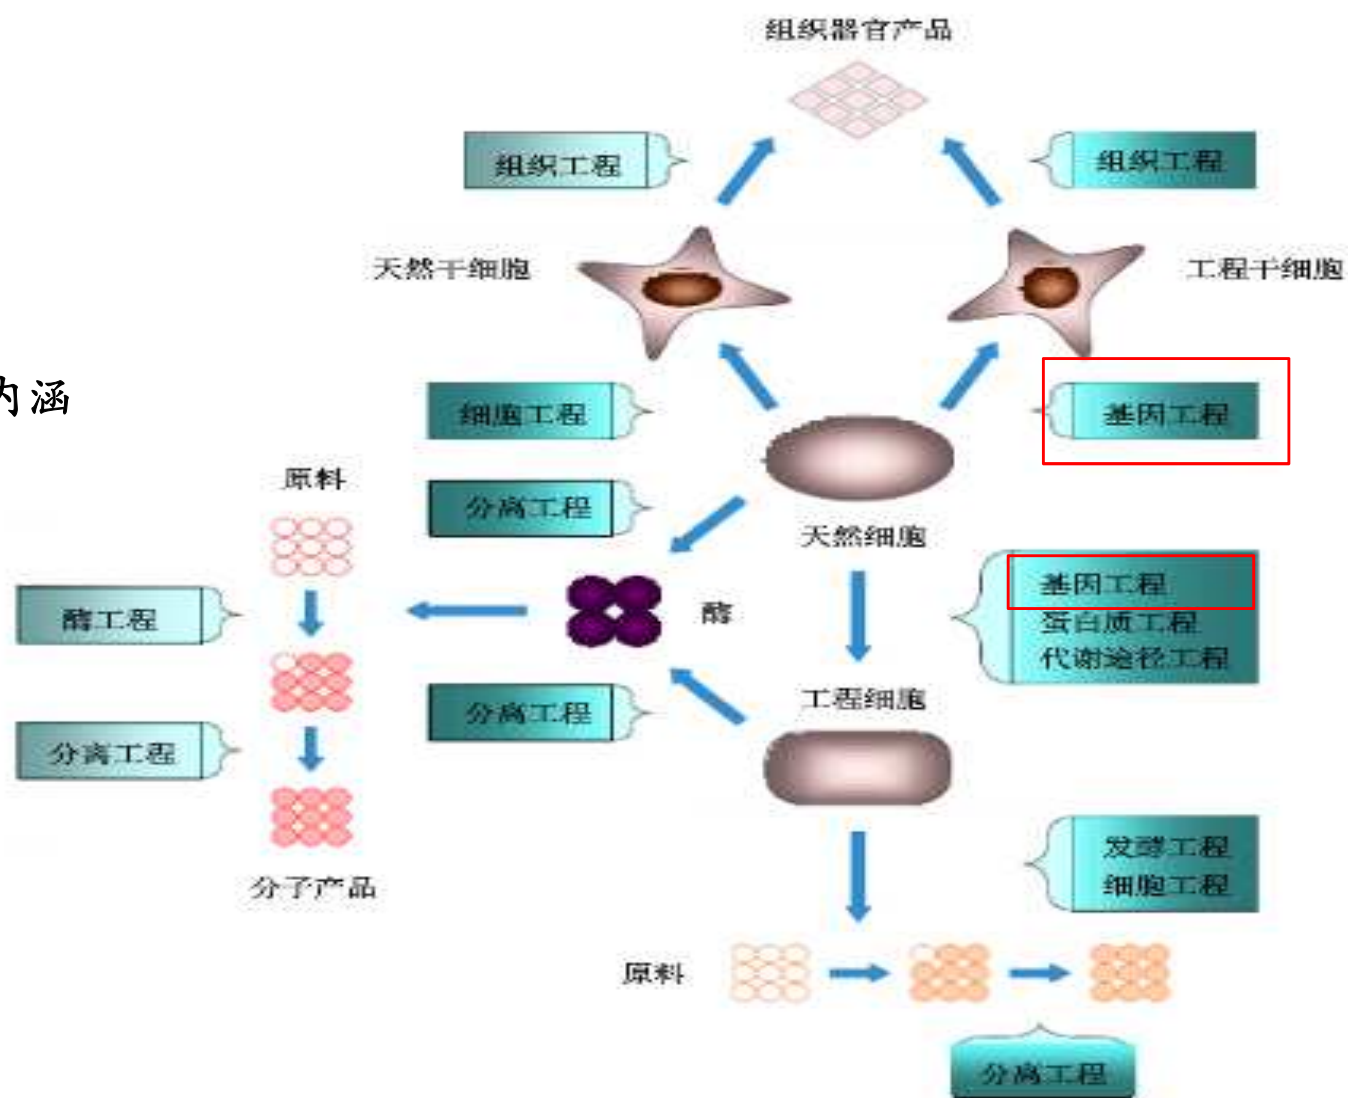 组织器官产品
组织工程
组织工程
天然干细胞
工程干细胞
内涵
细胞工程
基因工程
原料
分离工程
天然细胞
基因工程
蛋白质工程
代谢途径工程
酶工程
酶
分离工程
工程细胞
分离工程
分子产品
发酵工程
细胞工程
原料
分离工程